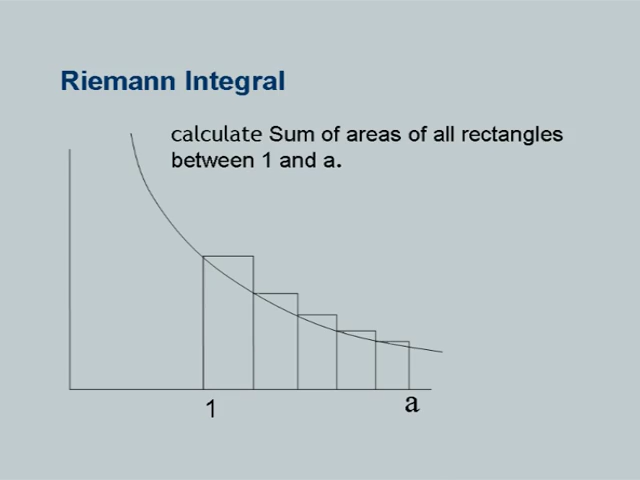 Riemann Integral
calculate Sum of areas of all rectangles
between 1 and a.
1
a